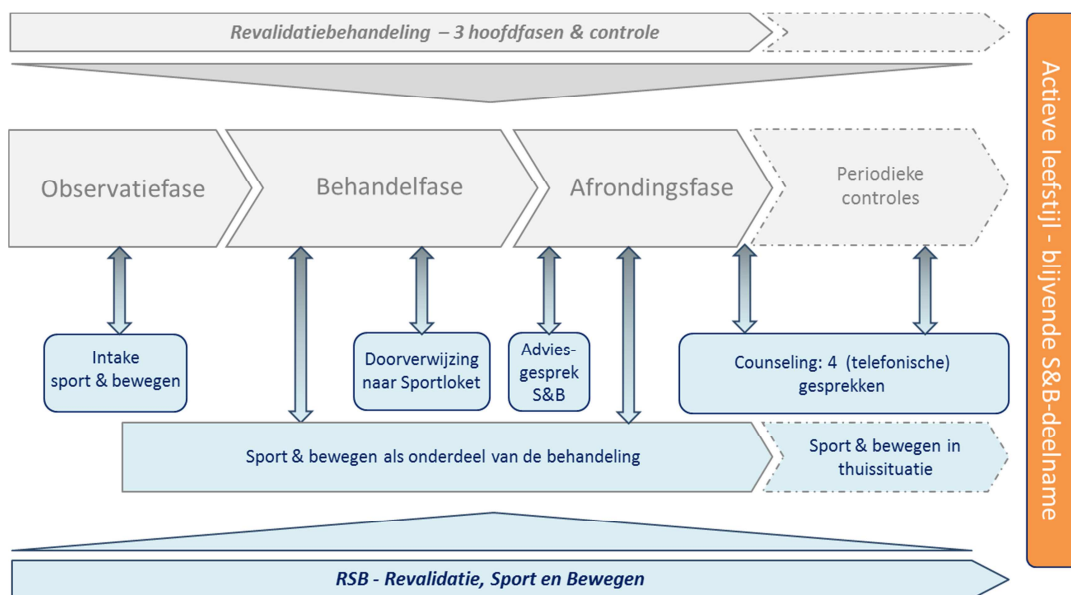 Revalidatiebehandeling – 3 hoofdfasen & controle
Observatiefase
Behandelfase
Afrondingsfase
Periodieke
controles
Intake
sport & bewegen
Doorverwijzing
naar Sportloket
Advies-
gesprek
S&B
Counseling: 4 (telefonische)
gesprekken
Sport & bewegen als onderdeel van de behandeling
Sport & bewegen in
thuissituatie
RSB - Revalidatie, Sport en Bewegen
Actieve leefstijl - blijvende S&B-deelname